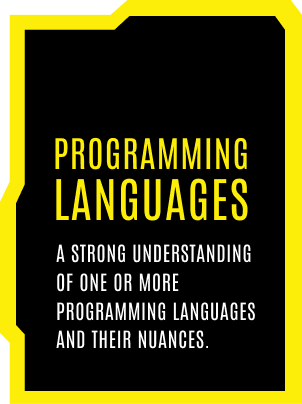 PROGRAMMING
LANGUAGES
A STRONG UNDERSTANDING
OF ONE OR MORE
PROGRAMMING LANGUAGES
AND THEIR NUANCES.